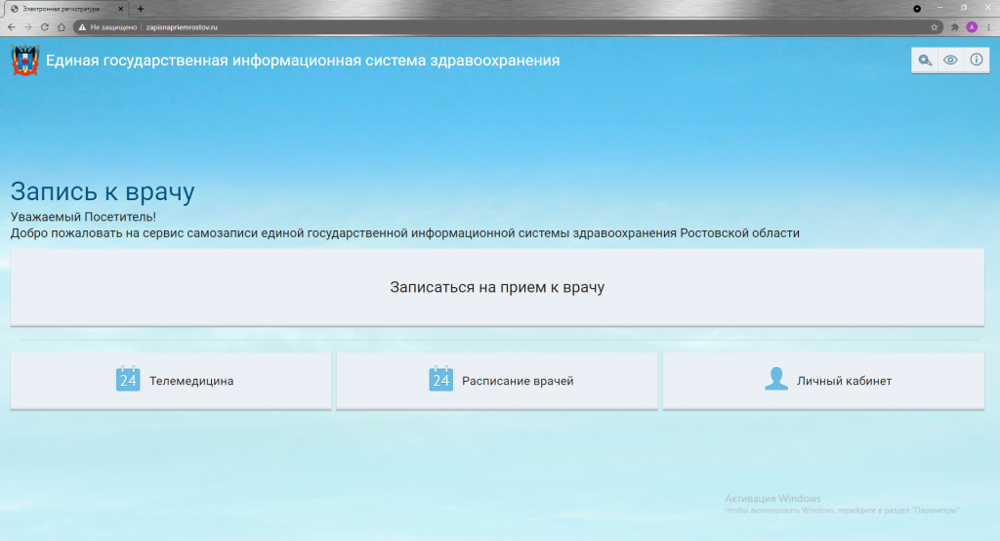 Электронная регистратура
Не защищено
zapisnapriemrostov.ru
А
Единая государственная информационная система здравоохранения
Запись к врачу
Уважаемый Посетитель!
Добро пожаловать на сервис самозаписи единой государственной информационной системы здравоохранения Ростовской области
Записаться на прием к врачу
24 Телемедицина
24 Расписание врачей
Личный кабинет
Активация Windows
Чтобы активировать Windows, перейдите в раздел "Параметры".